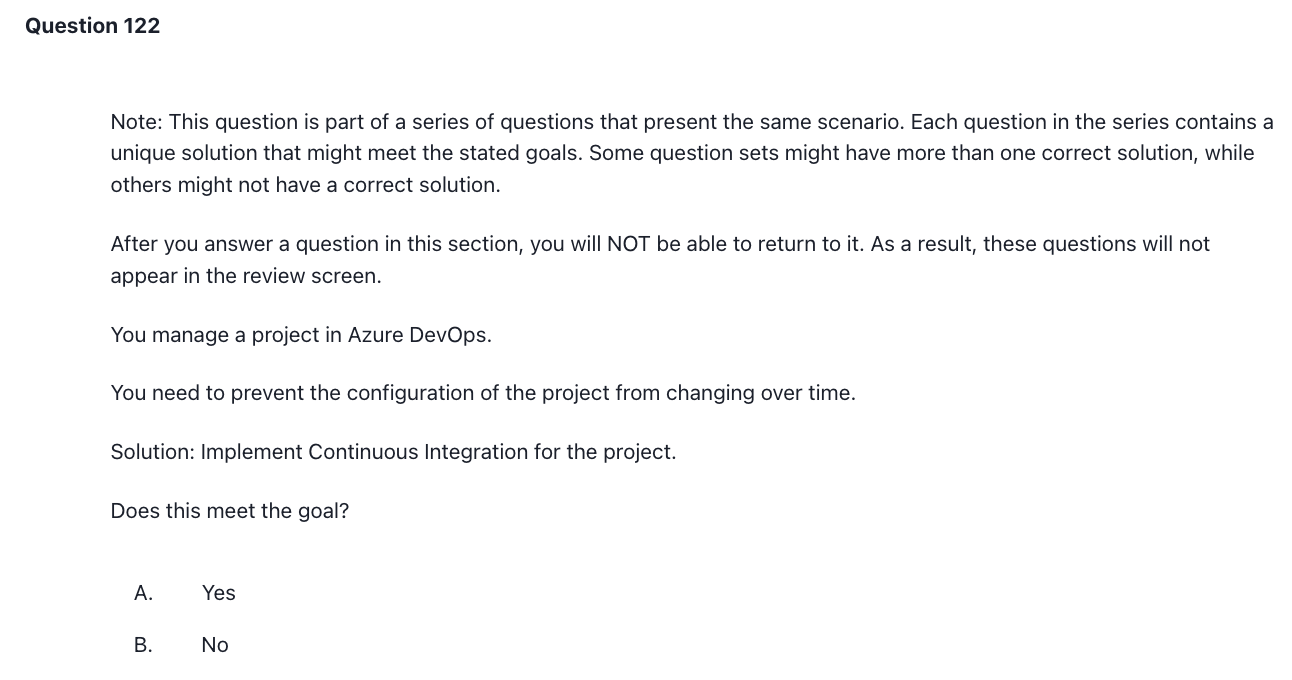 Question 122
Note: This question is part of a series of questions that present the same scenario. Each question in the series contains a
unique solution that might meet the stated goals. Some question sets might have more than one correct solution, while
others might not have a correct solution.
After you answer a question in this section, you will NOT be able to return to it. As a result, these questions will not
appear in the review screen.
You manage a project in Azure DevOps.
You need to prevent the configuration of the project from changing over time.
Solution: Implement Continuous Integration for the project.
Does this meet the goal?
A. Yes
B. No